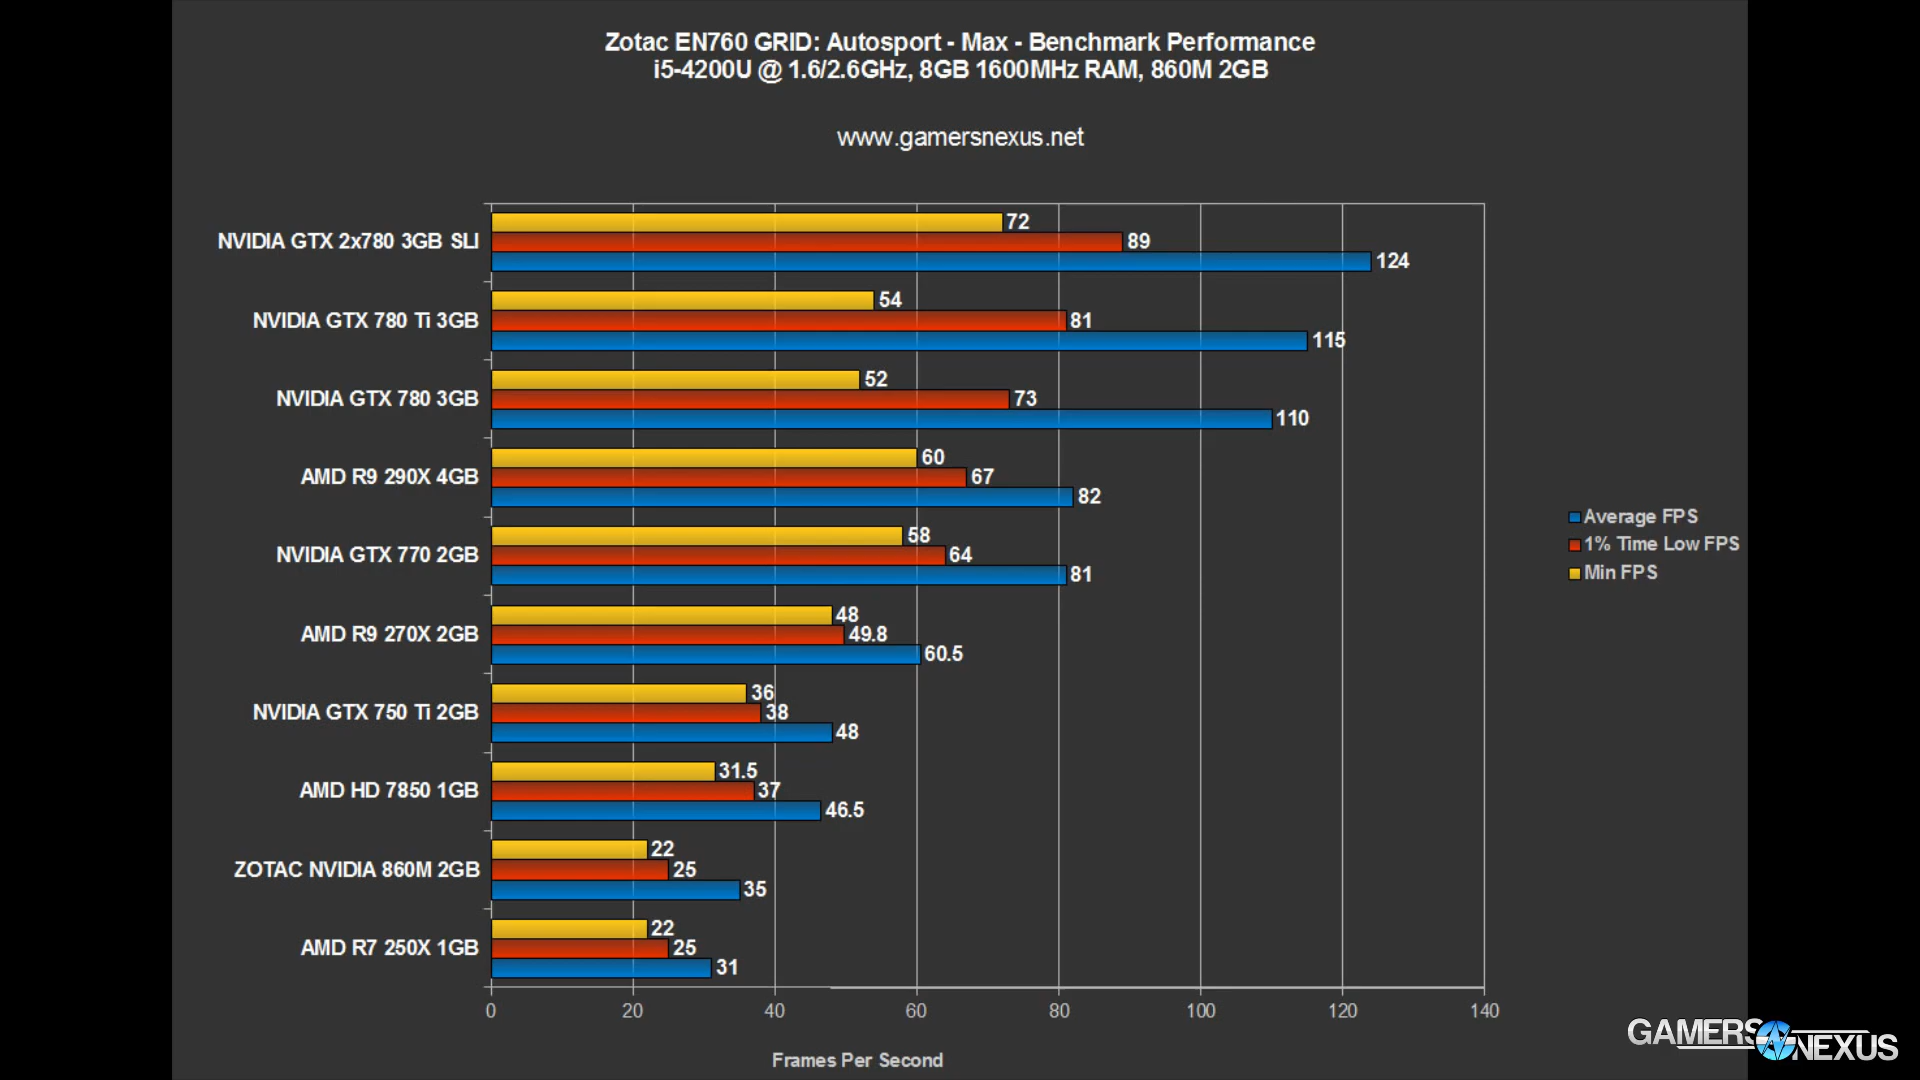 Zotac EN760 GRID: Autosport - Max - Benchmark Performance
i5-4200U @ 1.6/2.6GHz, 8GB 1600MHz RAM, 860M 2GB
www.gamersnexus.net
NVIDIA GTX 2x780 3GB SLI
72
89
124
NVIDIA GTX 780 Ti 3GB
54
81
115
NVIDIA GTX 780 3GB
52
73
110
AMD R9 290X 4GB
60
67
82
NVIDIA GTX 770 2GB
58
64
81
AMD R9 270X 2GB
48
49.8
60.5
NVIDIA GTX 750 Ti 2GB
36
38
48
AMD HD 7850 1GB
31.5
37
46.5
ZOTAC NVIDIA 860M 2GB
22
25
35
AMD R7 250X 1GB
22
25
31
0 20 40 60 80 100 120 140
Frames Per Second
Average FPS
1% Time Low FPS
Min FPS
GAMERS NEXUS